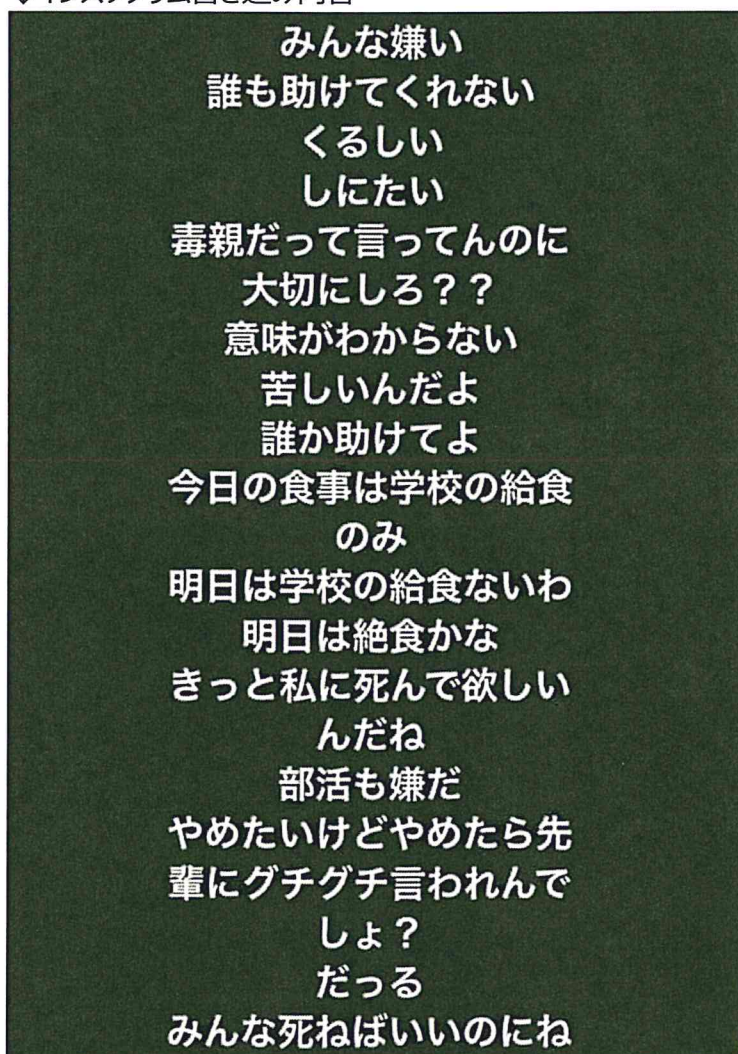 みんな嫌い
誰も助けてくれない
くるしい
しにたい
毒親だって言ってんのに
大切にしろ？？
意味がわからない
苦しいんだよ
誰か助けてよ
今日の食事は学校の給食
のみ
明日は学校の給食ないわ
明日は絶食かな
きっと私に死んで欲しい
んだね
部活も嫌だ
やめたいけどやめたら先
輩にグチグチ言われんで
しょ？
だっる
みんな死ねばいいのにね